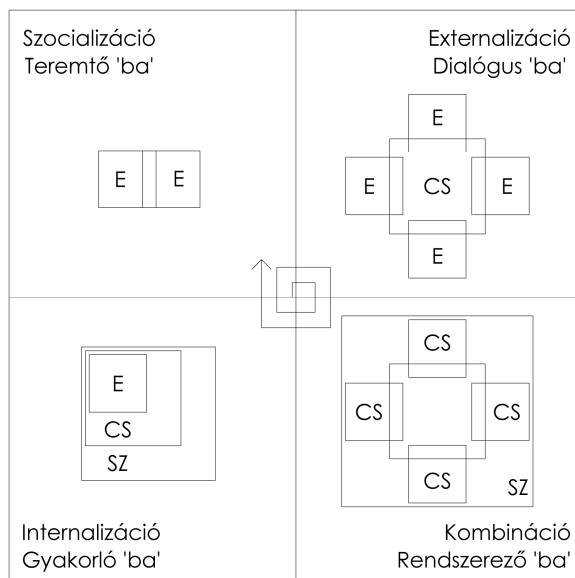 Szocializáció
Teremtő 'ba'
E E
Externalizáció
Dialógus 'ba'
E
E CS E
E
E
CS
SZ
Internalizáció
Gyakorló 'ba'
CS
CS CS
CS
SZ
Kombináció
Rendszerező 'ba'